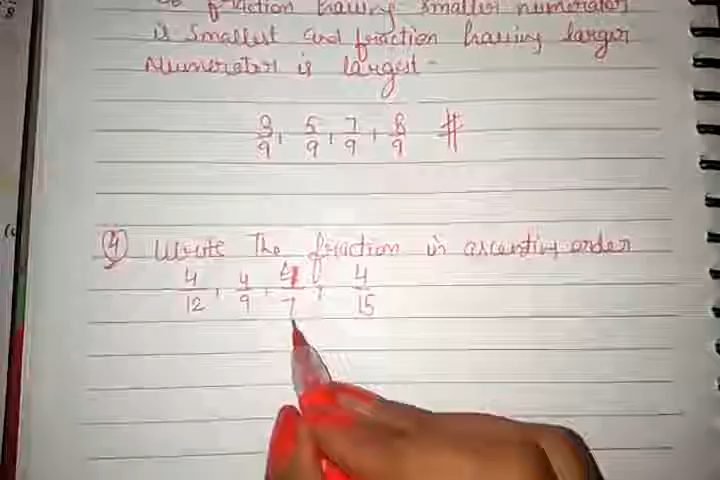 fraction having smaller numerator
is smallest and fraction having larger
Numerator is largest.
3/9, 5/9, 7/9, 8/9 #
④ Write The fraction in ascenting order
4/12, 4/9, 4/7, 4/15